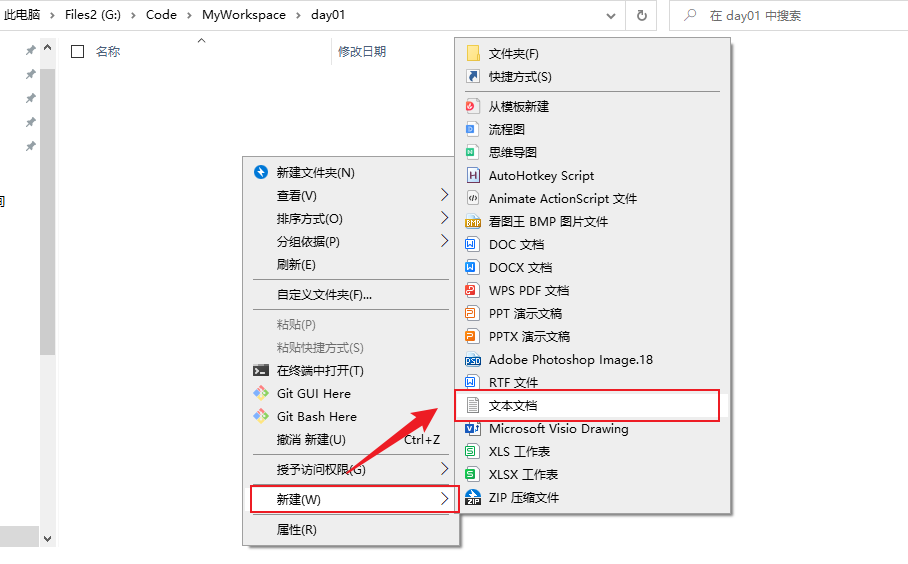 此电脑 > Files2 (G:) > Code > MyWorkspace > day01
在 day01 中搜索
名称
修改日期
新建文件夹(N)
查看(V)
排序方式(O)
分组依据(P)
刷新(E)
自定义文件夹(F)...
粘贴(P)
粘贴快捷方式(S)
在终端中打开(T)
Git GUI Here
Git Bash Here
撤消 新建(U) Ctrl+Z
授予访问权限(G)
新建(W)
属性(R)
文件夹(F)
快捷方式(S)
从模板新建
流程图
思维导图
AutoHotkey Script
Animate ActionScript 文件
看图王 BMP 图片文件
DOC 文档
DOCX 文档
WPS PDF 文档
PPT 演示文稿
PPTX 演示文稿
Adobe Photoshop Image.18
RTF 文件
文本文档
Microsoft Visio Drawing
XLS 工作表
XLSX 工作表
ZIP 压缩文件